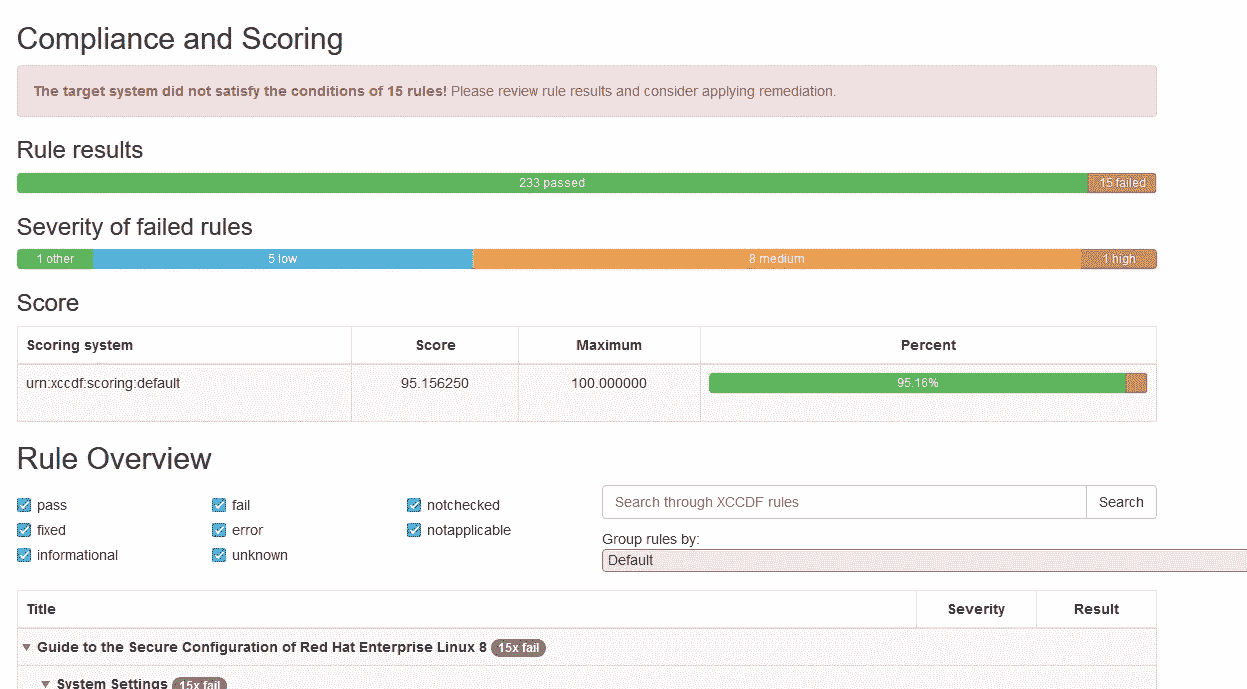 Compliance and Scoring
The target system did not satisfy the conditions of 15 rules! Please review rule results and consider applying remediation.
Rule results
233 passed 15 failed
Severity of failed rules
1 other 5 low 8 medium 1 high
Score
Scoring system Score Maximum Percent
urn:xccdf:scoring:default 95.156250 100.000000 95.16%
Rule Overview
pass fail notchecked
fixed error notapplicable
informational unknown
Search through XCCDF rules Search
Group rules by:
Default
Title Severity Result
Guide to the Secure Configuration of Red Hat Enterprise Linux 8 15x fail
System Settings 15x fail